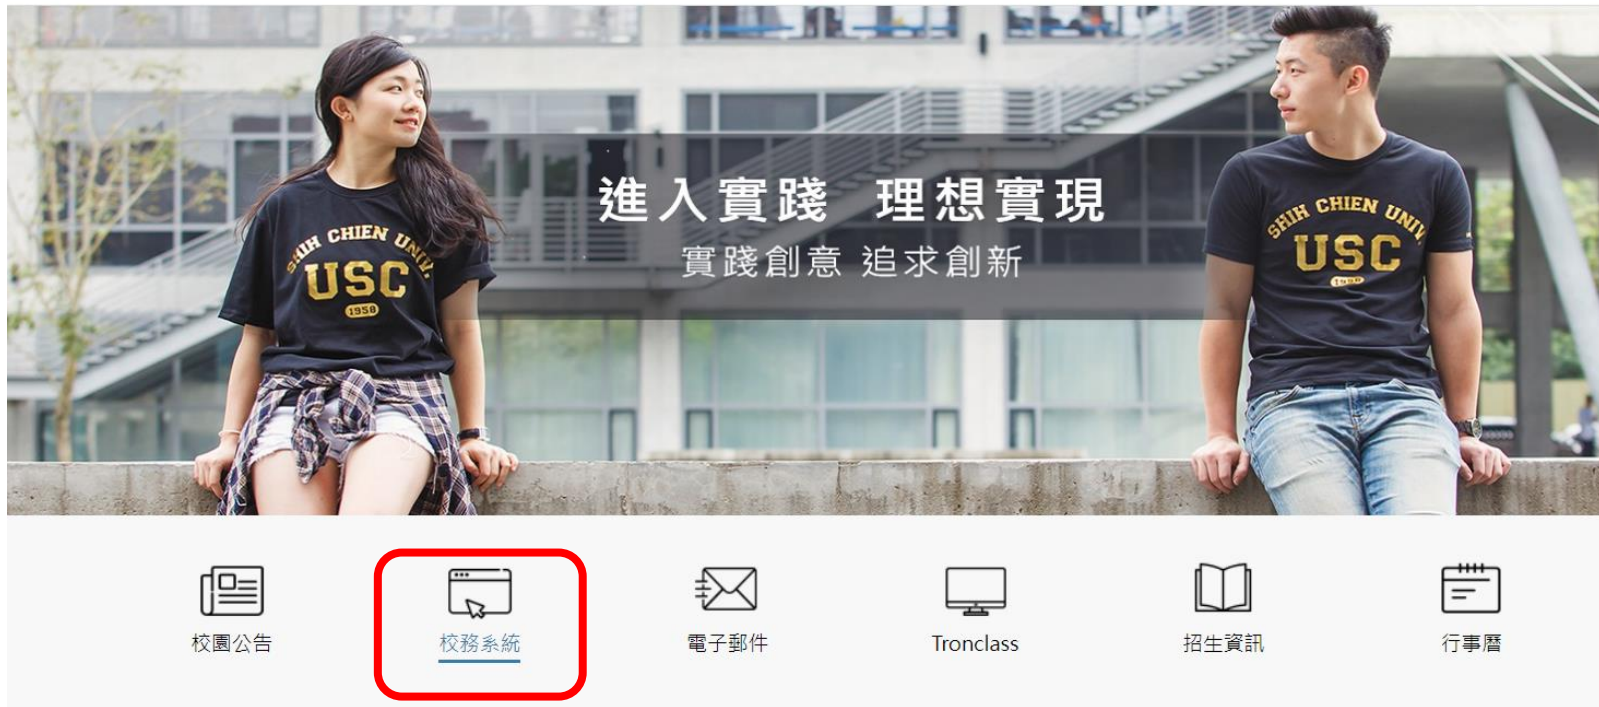 進入實踐 理想實現
實踐創意 追求創新
SHIH CHIEN UNIV.
USC
1958
SHIH CHIEN UNIV.
USC
1958
校園公告
校務系統
電子郵件
Tronclass
招生資訊
行事曆